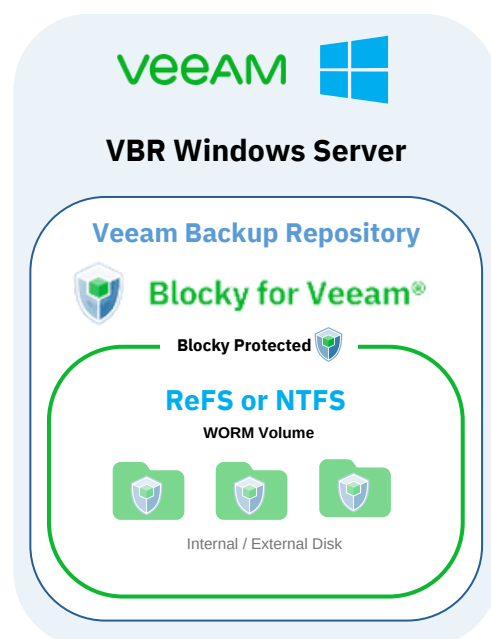 veeam
VBR Windows Server
Veeam Backup Repository
Blocky for Veeam®
Blocky Protected
ReFS or NTFS
WORM Volume
Internal / External Disk